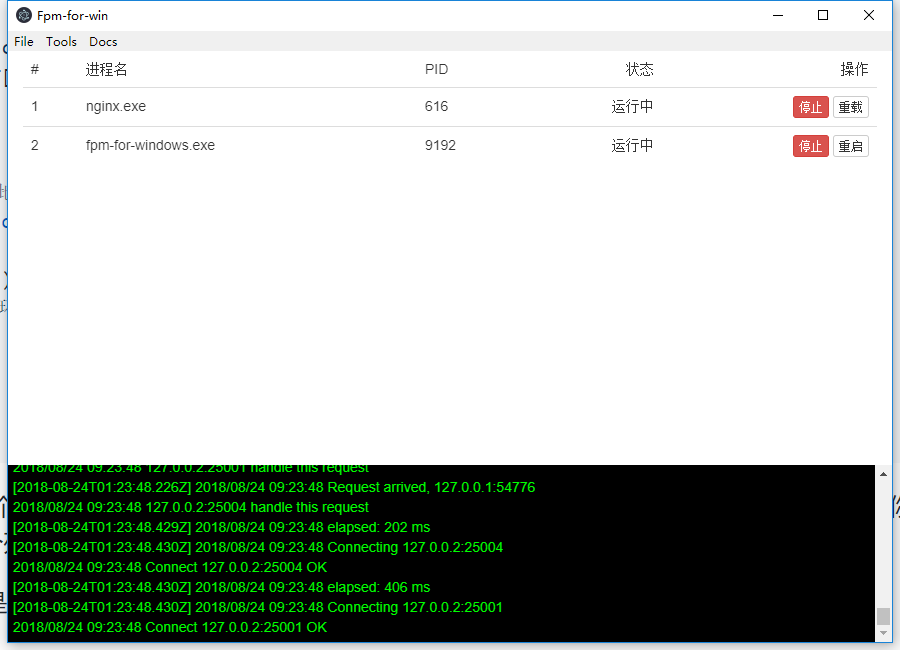 Fpm-for-win
File Tools Docs
# 进程名 PID 状态 操作
1 nginx.exe 616 运行中 停止 重载
2 fpm-for-windows.exe 9192 运行中 停止 重启
2018/08/24 09:23:48 127.0.0.2:25001 handle this request
[2018-08-24T01:23:48.226Z] 2018/08/24 09:23:48 Request arrived, 127.0.0.1:54776
2018/08/24 09:23:48 127.0.0.2:25004 handle this request
[2018-08-24T01:23:48.429Z] 2018/08/24 09:23:48 elapsed: 202 ms
[2018-08-24T01:23:48.430Z] 2018/08/24 09:23:48 Connecting 127.0.0.2:25004
2018/08/24 09:23:48 Connect 127.0.0.2:25004 OK
[2018-08-24T01:23:48.430Z] 2018/08/24 09:23:48 elapsed: 406 ms
[2018-08-24T01:23:48.430Z] 2018/08/24 09:23:48 Connecting 127.0.0.2:25001
2018/08/24 09:23:48 Connect 127.0.0.2:25001 OK